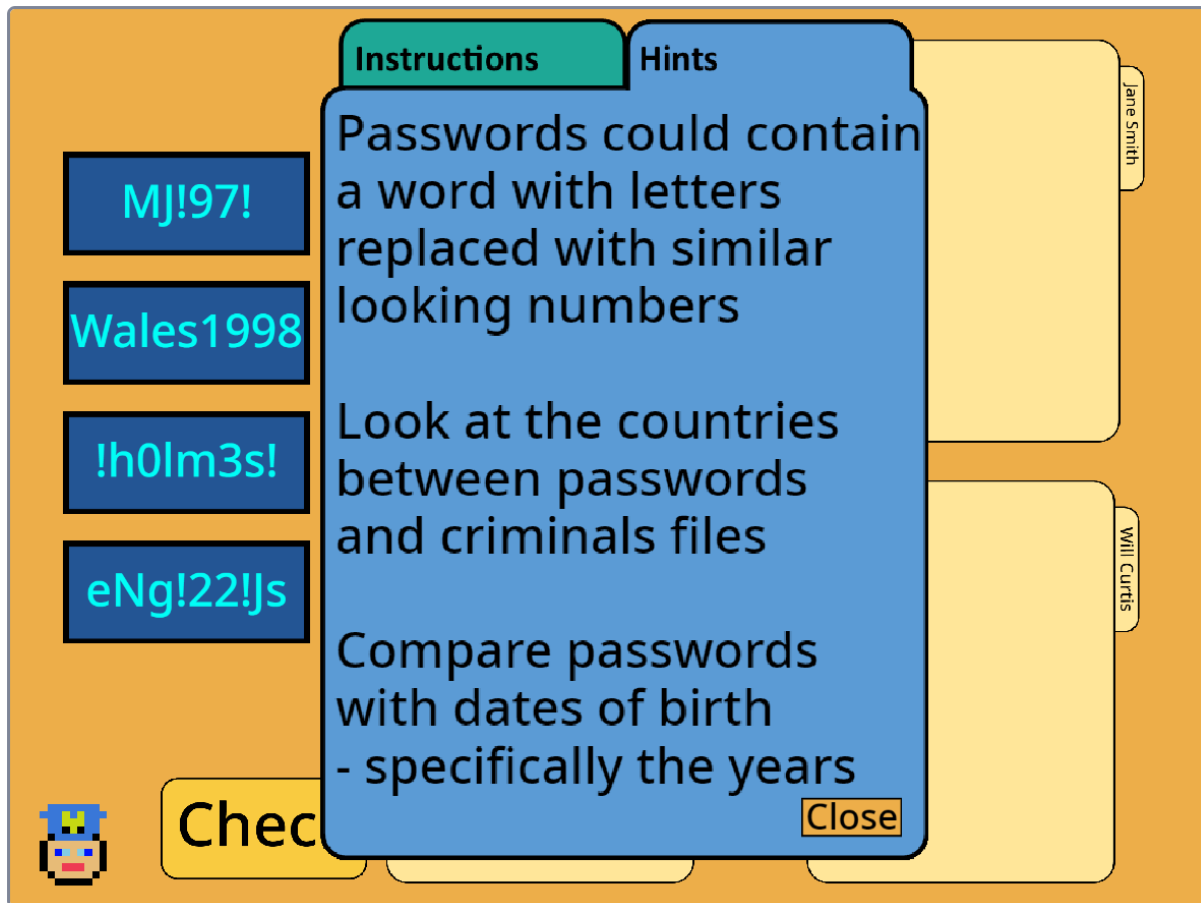 Instructions
Hints
Passwords could contain
a word with letters
replaced with similar
looking numbers
Look at the countries
between passwords
and criminals files
Compare passwords
with dates of birth
- specifically the years
Close
MJ!97!
Wales1998
!h0lm3s!
eNg!22!Js
Chec
Jane Smith
Will Curtis